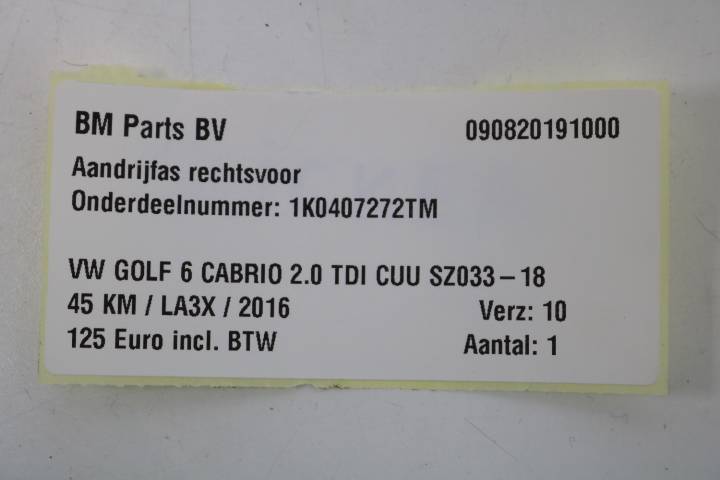 BM Parts BV 090820191000
Aandrijfas rechtsvoor
Onderdeelnummer: 1K0407272TM
VW GOLF 6 CABRIO 2.0 TDI CUU SZ033-18
45 KM / LA3X / 2016 Verz: 10
125 Euro incl. BTW Aantal: 1